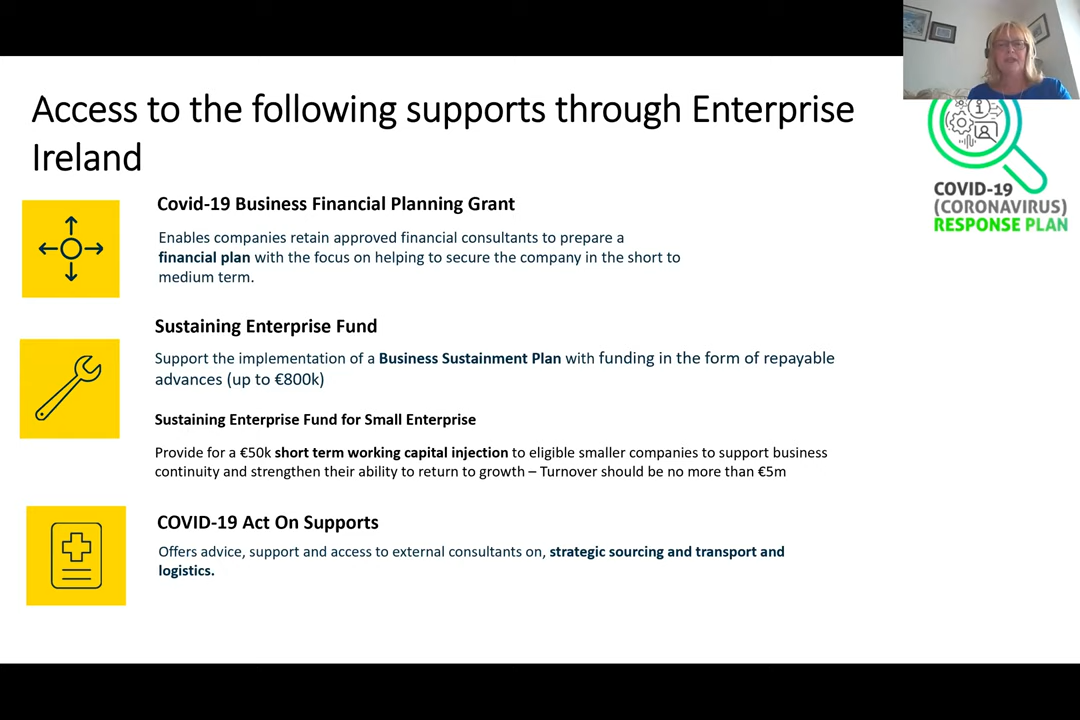 Access to the following supports through Enterprise
Ireland
COVID-19
(CORONAVIRUS)
RESPONSE PLAN
Covid-19 Business Financial Planning Grant
Enables companies retain approved financial consultants to prepare a
financial plan with the focus on helping to secure the company in the short to
medium term.
Sustaining Enterprise Fund
Support the implementation of a Business Sustainment Plan with funding in the form of repayable
advances (up to €800k)
Sustaining Enterprise Fund for Small Enterprise
Provide for a €50k short term working capital injection to eligible smaller companies to support business
continuity and strengthen their ability to return to growth – Turnover should be no more than €5m
COVID-19 Act On Supports
Offers advice, support and access to external consultants on, strategic sourcing and transport and
logistics.